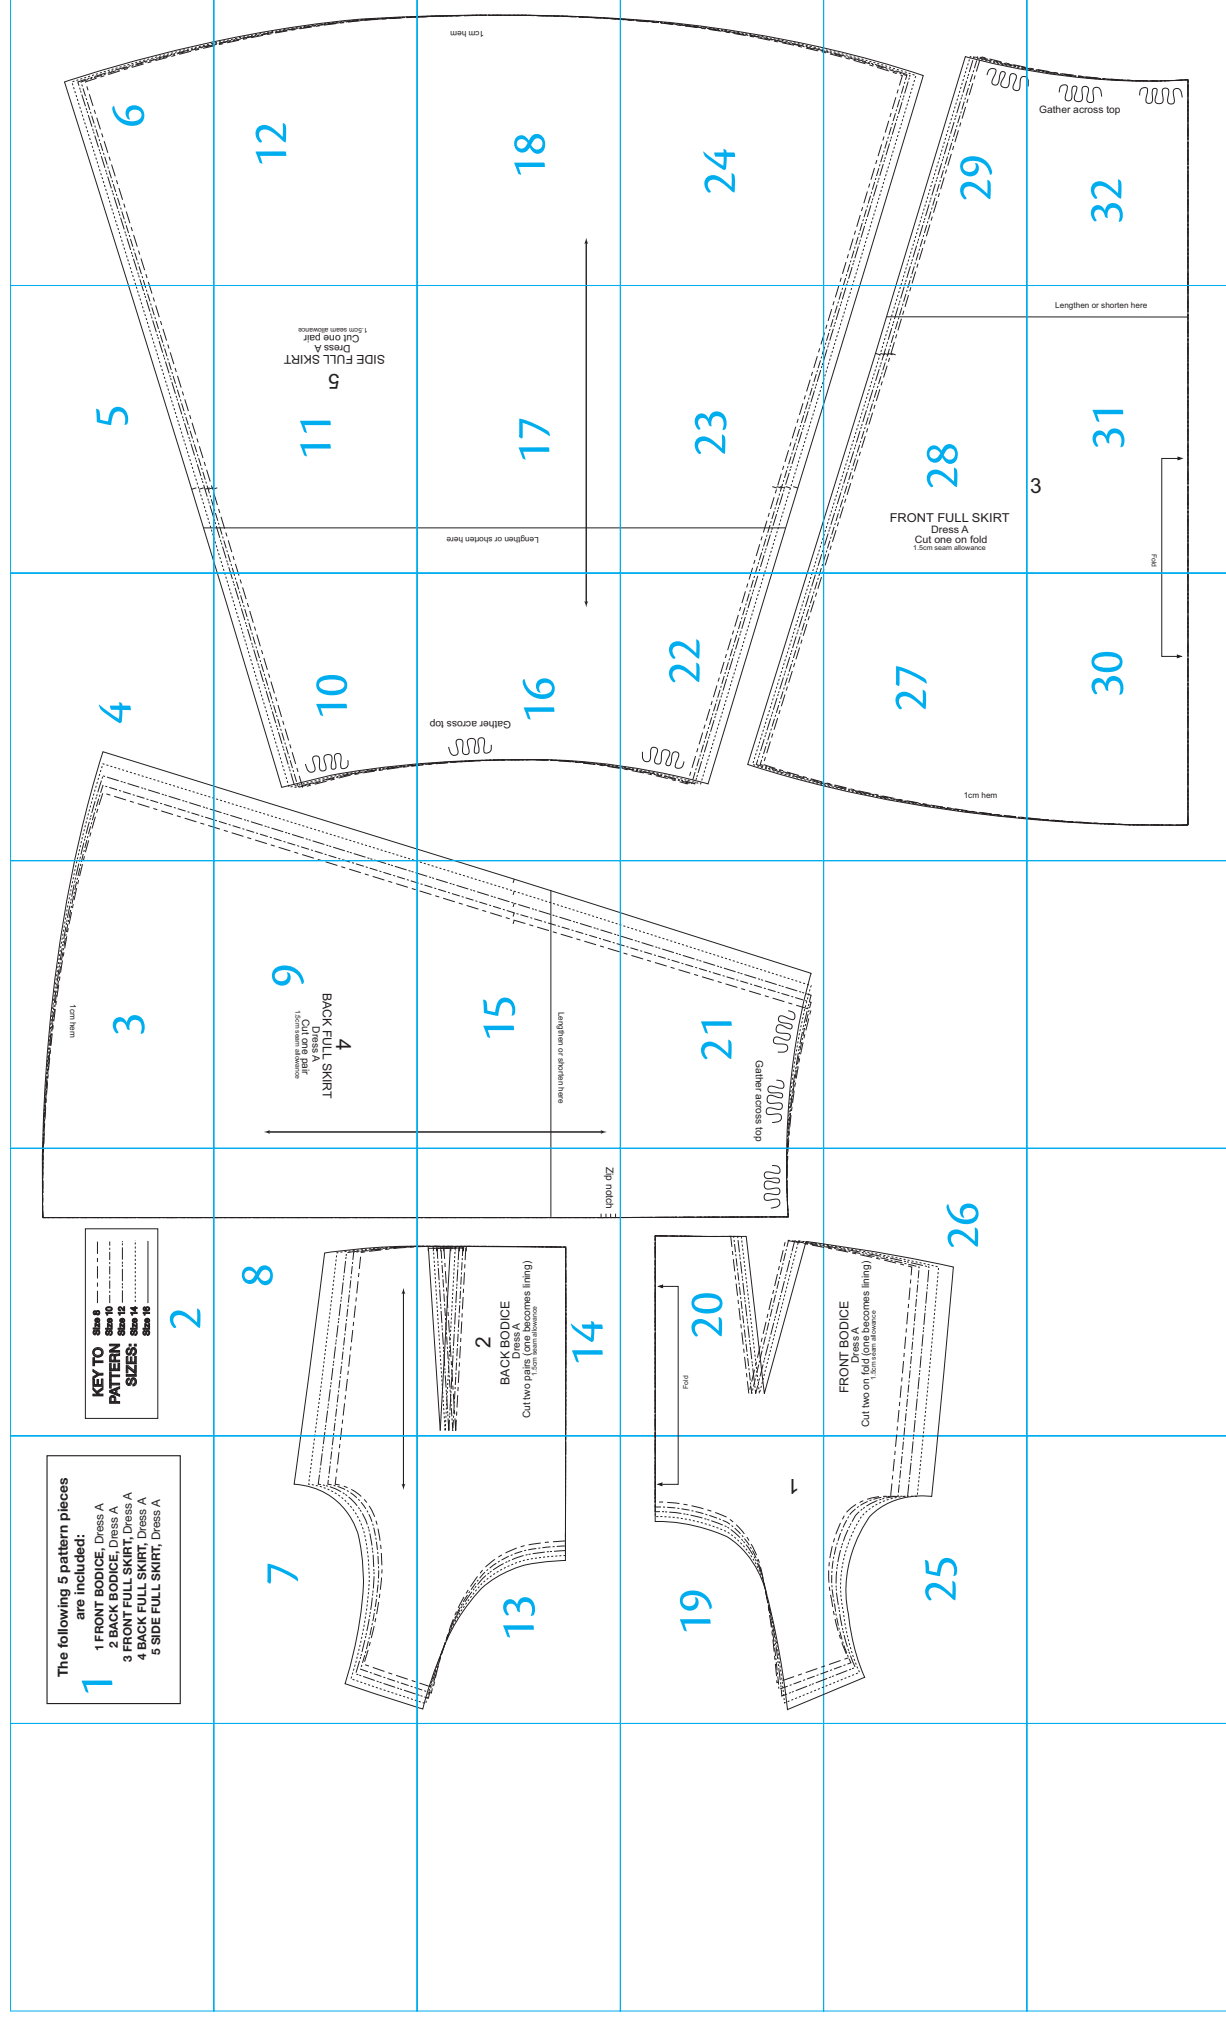 1cm hem
6
12
18
24
Gather across top
29
32
Lengthen or shorten here
5
SIDE FULL SKIRT
Dress A
Cut one pair
1.5cm seam allowance
5
11
17
23
28
31
3
FRONT FULL SKIRT
Dress A
Cut one on fold
1.5cm seam allowance
Fold
Lengthen or shorten here
4
10
16
22
27
30
Gather across top
1cm hem
3
9
15
21
1cm hem
4
BACK FULL SKIRT
Dress A
Cut one pair
1.5cm seam allowance
Lengthen or shorten here
Gather across top
Zip notch
KEY TO
PATTERN
SIZES:
Size 8
Size 10
Size 12
Size 14
Size 16
2
8
14
20
26
2
BACK BODICE
Dress A
Cut two pairs (one becomes lining)
1.5cm seam allowance
Fold
FRONT BODICE
Dress A
Cut two on fold (one becomes lining)
1.5cm seam allowance
1
The following 5 pattern pieces
are included:
1 FRONT BODICE, Dress A
2 BACK BODICE, Dress A
3 FRONT FULL SKIRT, Dress A
4 BACK FULL SKIRT, Dress A
5 SIDE FULL SKIRT, Dress A
1
7
13
19
25